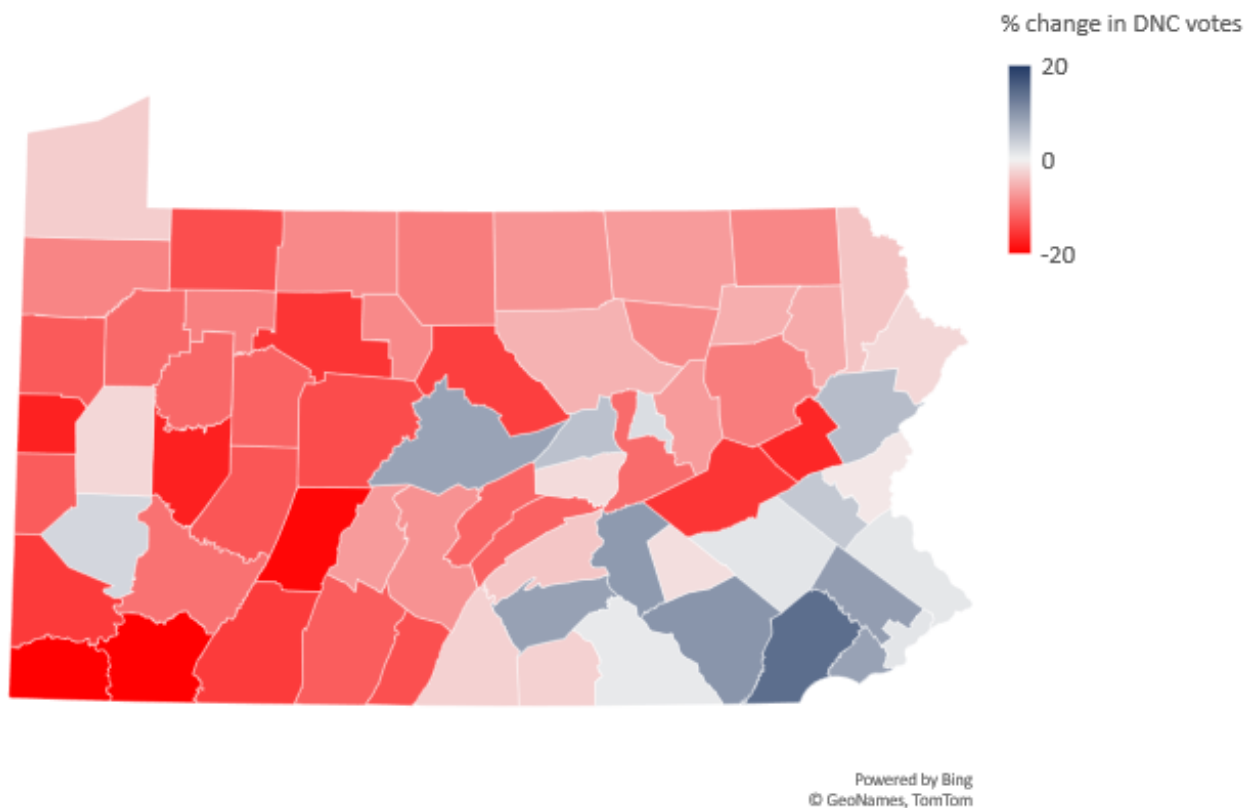 % change in DNC votes
20
0
-20
Powered by Bing
© GeoNames, TomTom